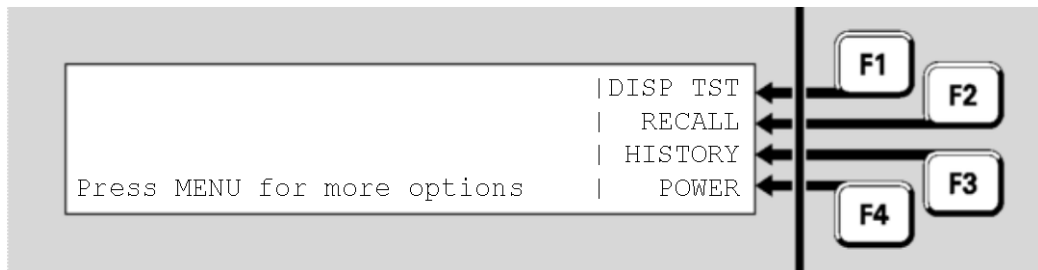 |DISP TST
| RECALL
| HISTORY
Press MENU for more options | POWER
F1
F2
F3
F4